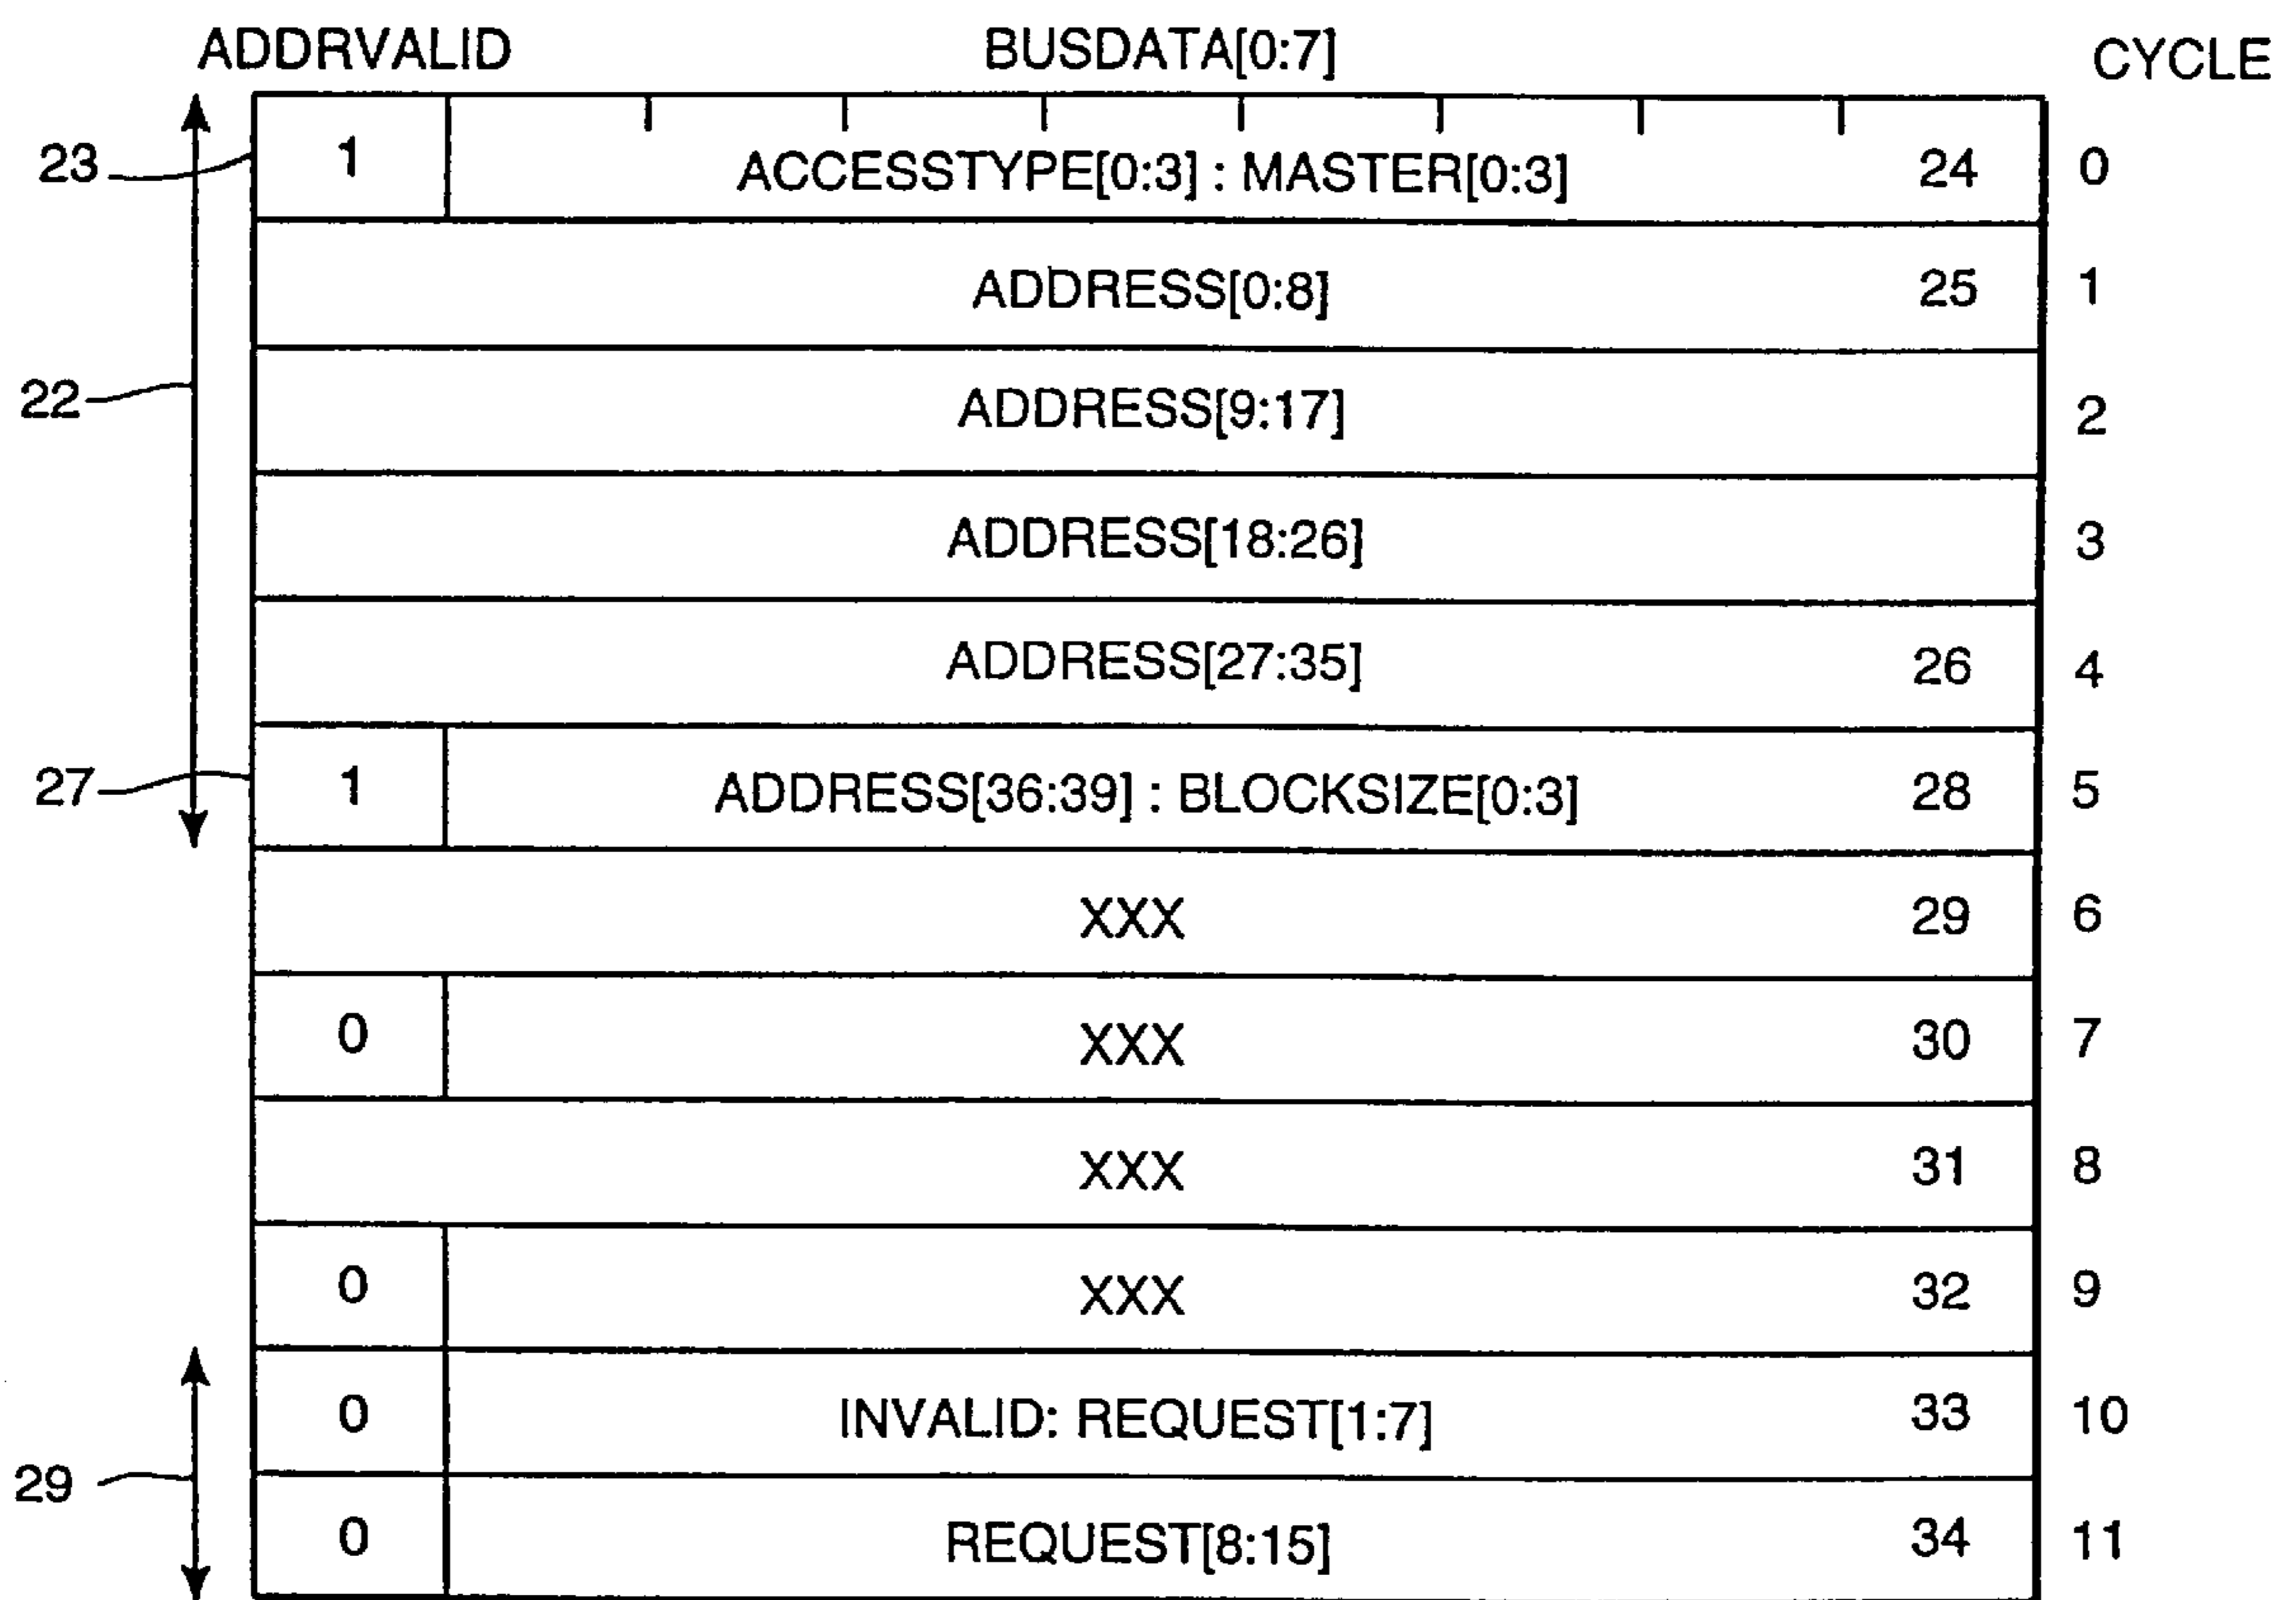 ADDRVALID BUSDATA[0:7] CYCLE
23 1 ACCESSTYPE[0:3] : MASTER[0:3] 24 0
ADDRESS[0:8] 25 1
22 ADDRESS[9:17] 2
ADDRESS[18:26] 3
ADDRESS[27:35] 26 4
27 1 ADDRESS[36:39] : BLOCKSIZE[0:3] 28 5
XXX 29 6
0 XXX 30 7
XXX 31 8
0 XXX 32 9
0 INVALID: REQUEST[1:7] 33 10
29 0 REQUEST[8:15] 34 11